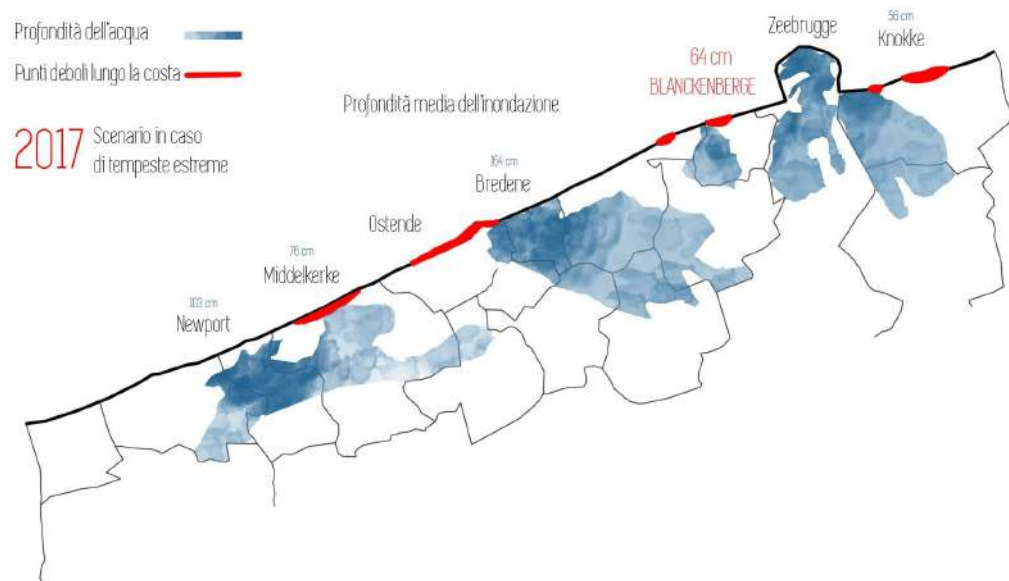 Profondità dell'acqua
Punti deboli lungo la costa
2017
Scenario in caso
di tempeste estreme
Profondità media dell'inondazione
103 cm
Newport
76 cm
Middelkerke
Ostende
164 cm
Bredene
64 cm
BLANCKENBERGE
Zeebrugge
56 cm
Knokke